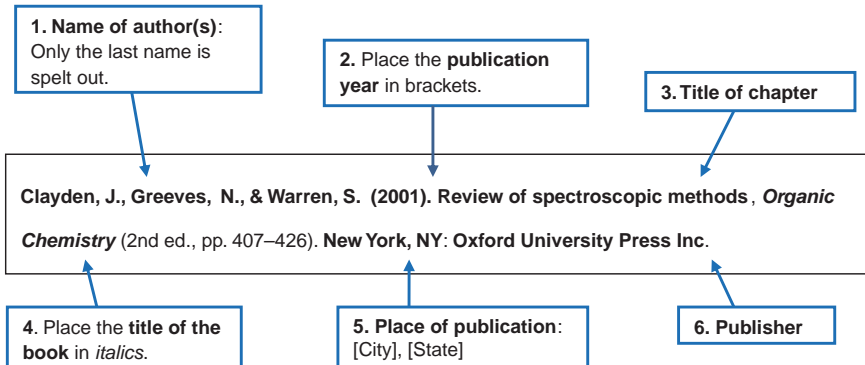 1. Name of author(s):
Only the last name is
spelt out.
2. Place the publication
year in brackets.
3. Title of chapter
Clayden, J., Greeves, N., & Warren, S. (2001). Review of spectroscopic methods, Organic
Chemistry (2nd ed., pp. 407–426). New York, NY: Oxford University Press Inc.
4. Place the title of the
book in italics.
5. Place of publication:
[City], [State]
6. Publisher